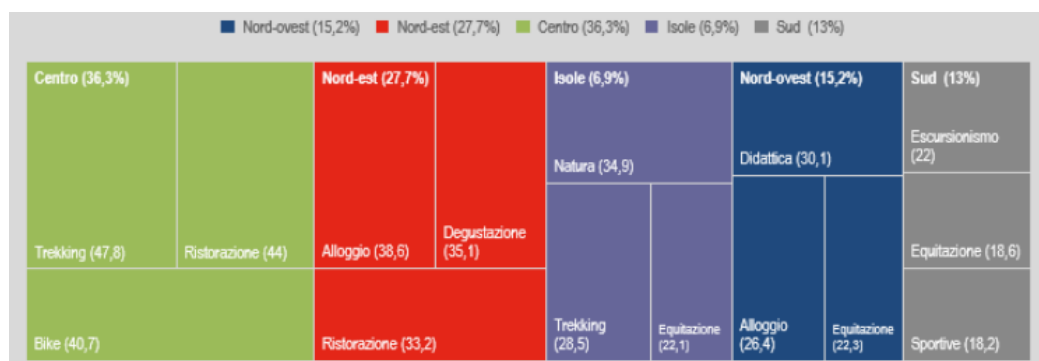 Nord-ovest (15,2%) Nord-est (27,7%) Centro (36,3%) Isole (6,9%) Sud (13%)
Centro (36,3%)
Trekking (47,8)
Ristorazione (44)
Bike (40,7)
Nord-est (27,7%)
Alloggio (38,6)
Degustazione
(35,1)
Ristorazione (33,2)
Isole (6,9%)
Natura (34,9)
Trekking
(28,5)
Equitazione
(22,1)
Nord-ovest (15,2%)
Didattica (30,1)
Alloggio
(26,4)
Equitazione
(22,3)
Sud (13%)
Escursionismo
(22)
Equitazione (18,6)
Sportive (18,2)